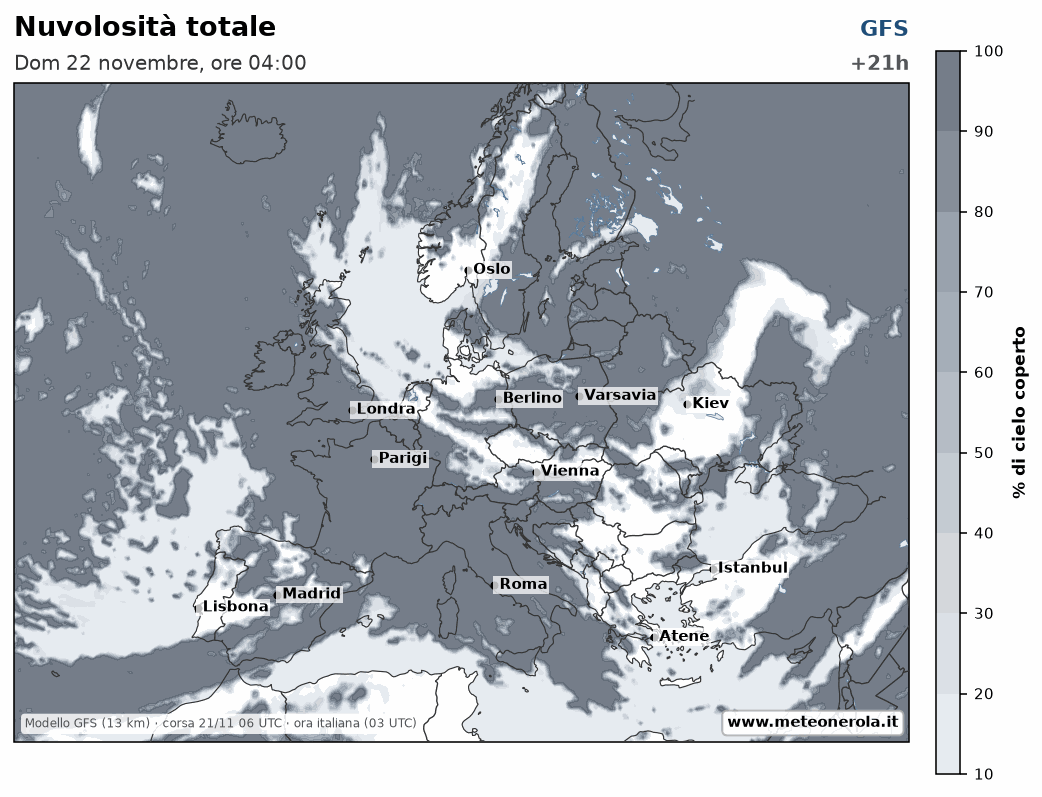 Nuvolosità totale
GFS
Dom 22 novembre, ore 04:00
+21h
100
90
80
70
60
50
40
30
20
10
% di cielo coperto
Oslo
Londra
Berlino
Varsavia
Kiev
Parigi
Vienna
Istanbul
Roma
Madrid
Lisbona
Atene
Modello GFS (13 km) · corsa 21/11 06 UTC · ora italiana (03 UTC)
www.meteonerola.it